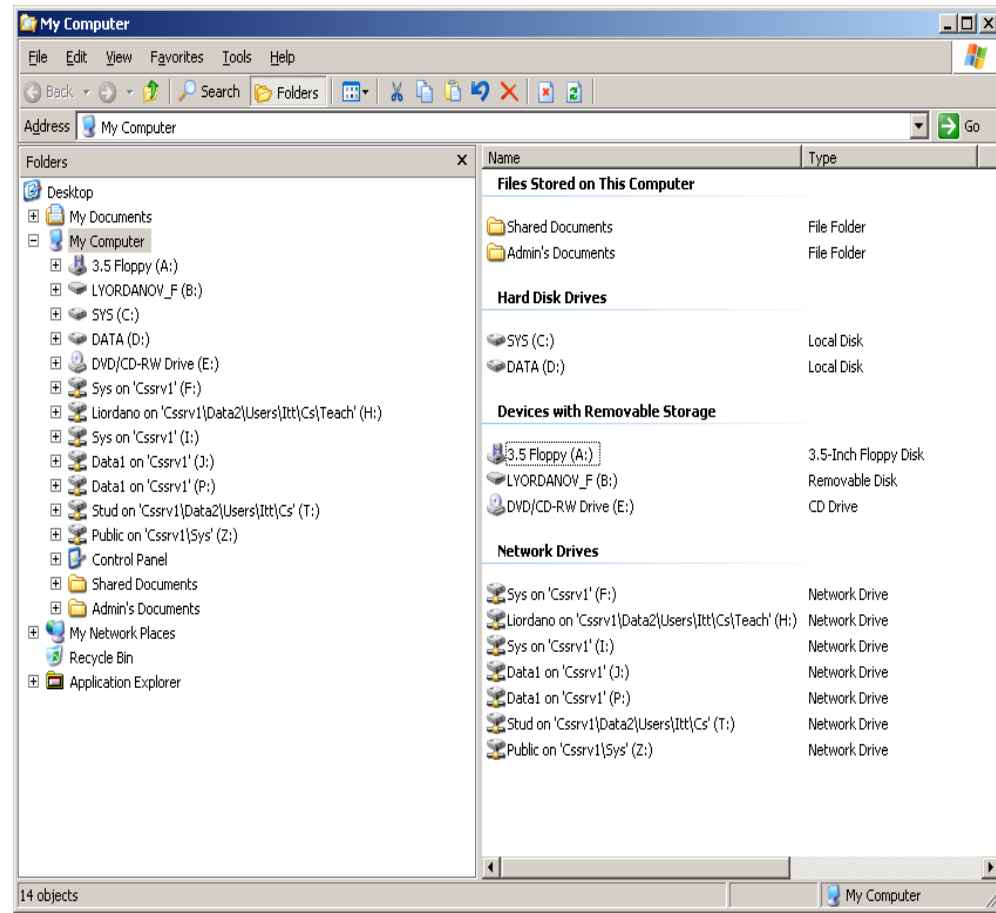 My Computer
File Edit View Favorites Tools Help
Back Search Folders
Address My Computer Go
Folders
Desktop
My Documents
My Computer
3.5 Floppy (A:)
LYORDANOV_F (B:)
SYS (C:)
DATA (D:)
DVD/CD-RW Drive (E:)
Sys on 'Cssrv1' (F:)
Liordano on 'Cssrv1\Data2\Users\Itt\Cs\Teach' (H:)
Sys on 'Cssrv1' (I:)
Data1 on 'Cssrv1' (J:)
Data1 on 'Cssrv1' (P:)
Stud on 'Cssrv1\Data2\Users\Itt\Cs' (T:)
Public on 'Cssrv1\Sys' (Z:)
Control Panel
Shared Documents
Admin's Documents
My Network Places
Recycle Bin
Application Explorer
Name Type
Files Stored on This Computer
Shared Documents File Folder
Admin's Documents File Folder
Hard Disk Drives
SYS (C:) Local Disk
DATA (D:) Local Disk
Devices with Removable Storage
3.5 Floppy (A:) 3.5-Inch Floppy Disk
LYORDANOV_F (B:) Removable Disk
DVD/CD-RW Drive (E:) CD Drive
Network Drives
Sys on 'Cssrv1' (F:) Network Drive
Liordano on 'Cssrv1\Data2\Users\Itt\Cs\Teach' (H:) Network Drive
Sys on 'Cssrv1' (I:) Network Drive
Data1 on 'Cssrv1' (J:) Network Drive
Data1 on 'Cssrv1' (P:) Network Drive
Stud on 'Cssrv1\Data2\Users\Itt\Cs' (T:) Network Drive
Public on 'Cssrv1\Sys' (Z:) Network Drive
14 objects My Computer